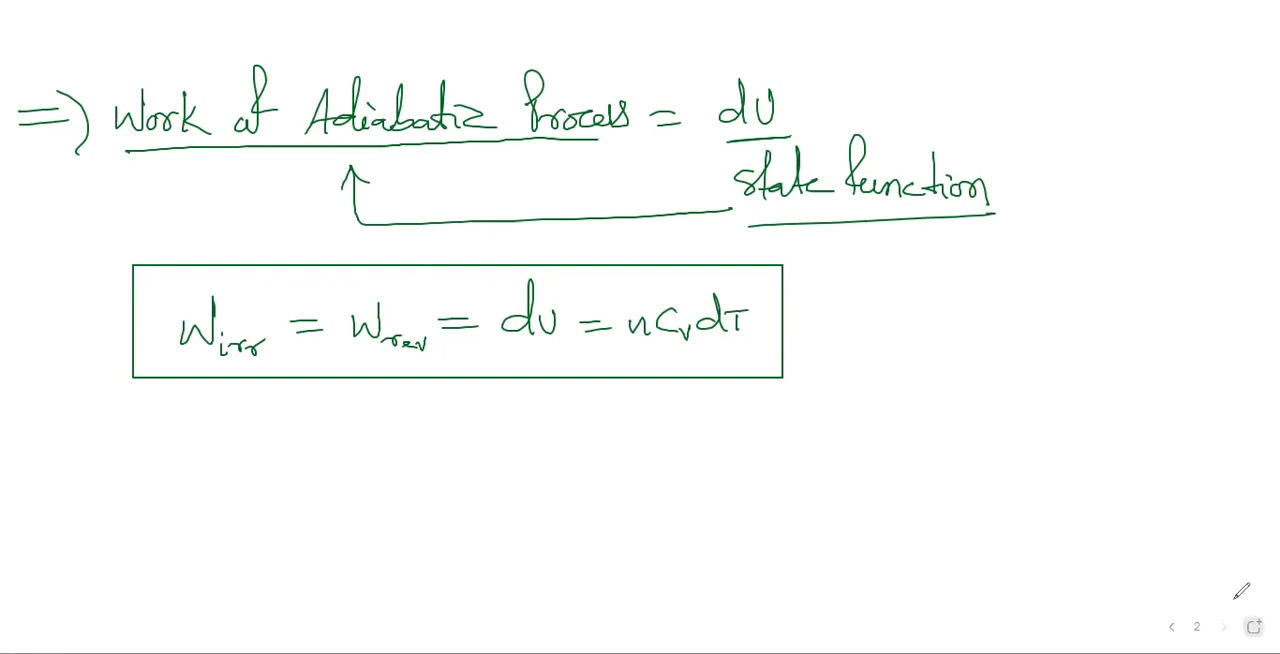 => Work of Adiabatic Process = dU
state function
W_irr = W_rev = dU = nC_v dT
2